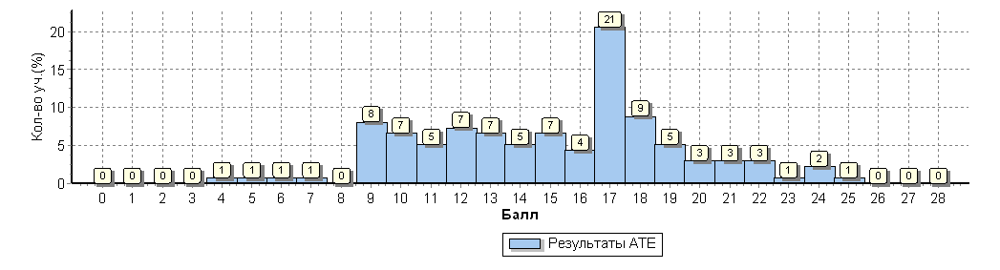 Кол-во уч.(%)
20
15
10
5
0
0 0 0 0 1 1 1 1 0 8 7 5 7 7 5 7 4 21 9 5 3 3 3 1 2 1 0 0 0
0 1 2 3 4 5 6 7 8 9 10 11 12 13 14 15 16 17 18 19 20 21 22 23 24 25 26 27 28
Балл
Результаты АТЕ